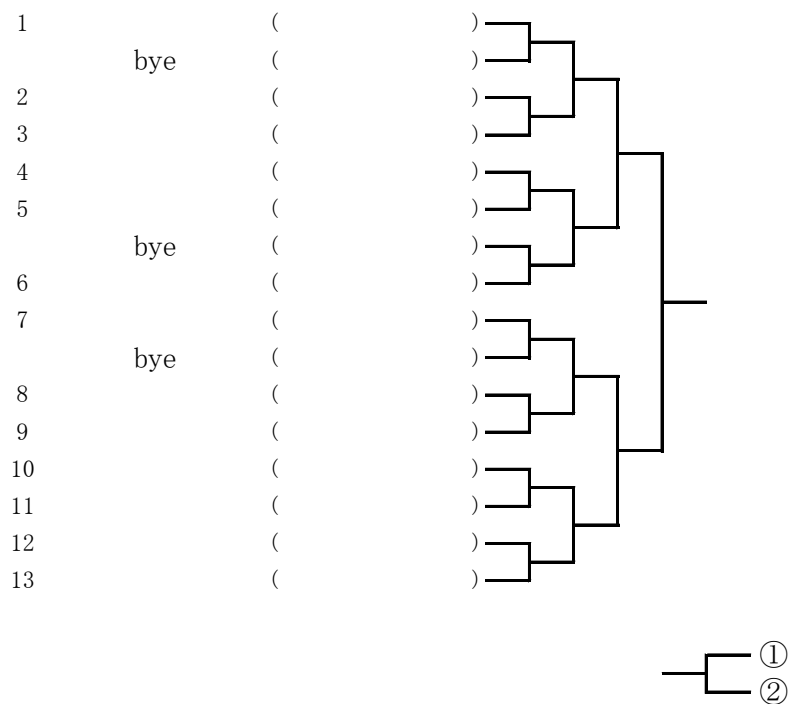 1 ( )
bye ( )
2 ( )
3 ( )
4 ( )
5 ( )
bye ( )
6 ( )
7 ( )
bye ( )
8 ( )
9 ( )
10 ( )
11 ( )
12 ( )
13 ( )
①
②